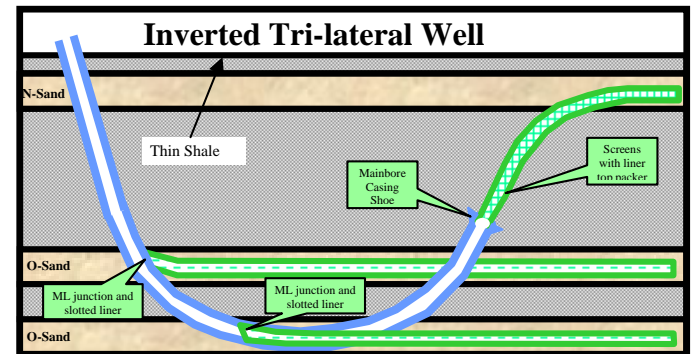 Inverted Tri-lateral Well
N-Sand
Thin Shale
Mainbore
Casing
Shoe
Screens
with liner
top packer
O-Sand
ML junction and
slotted liner
ML junction and
slotted liner
O-Sand